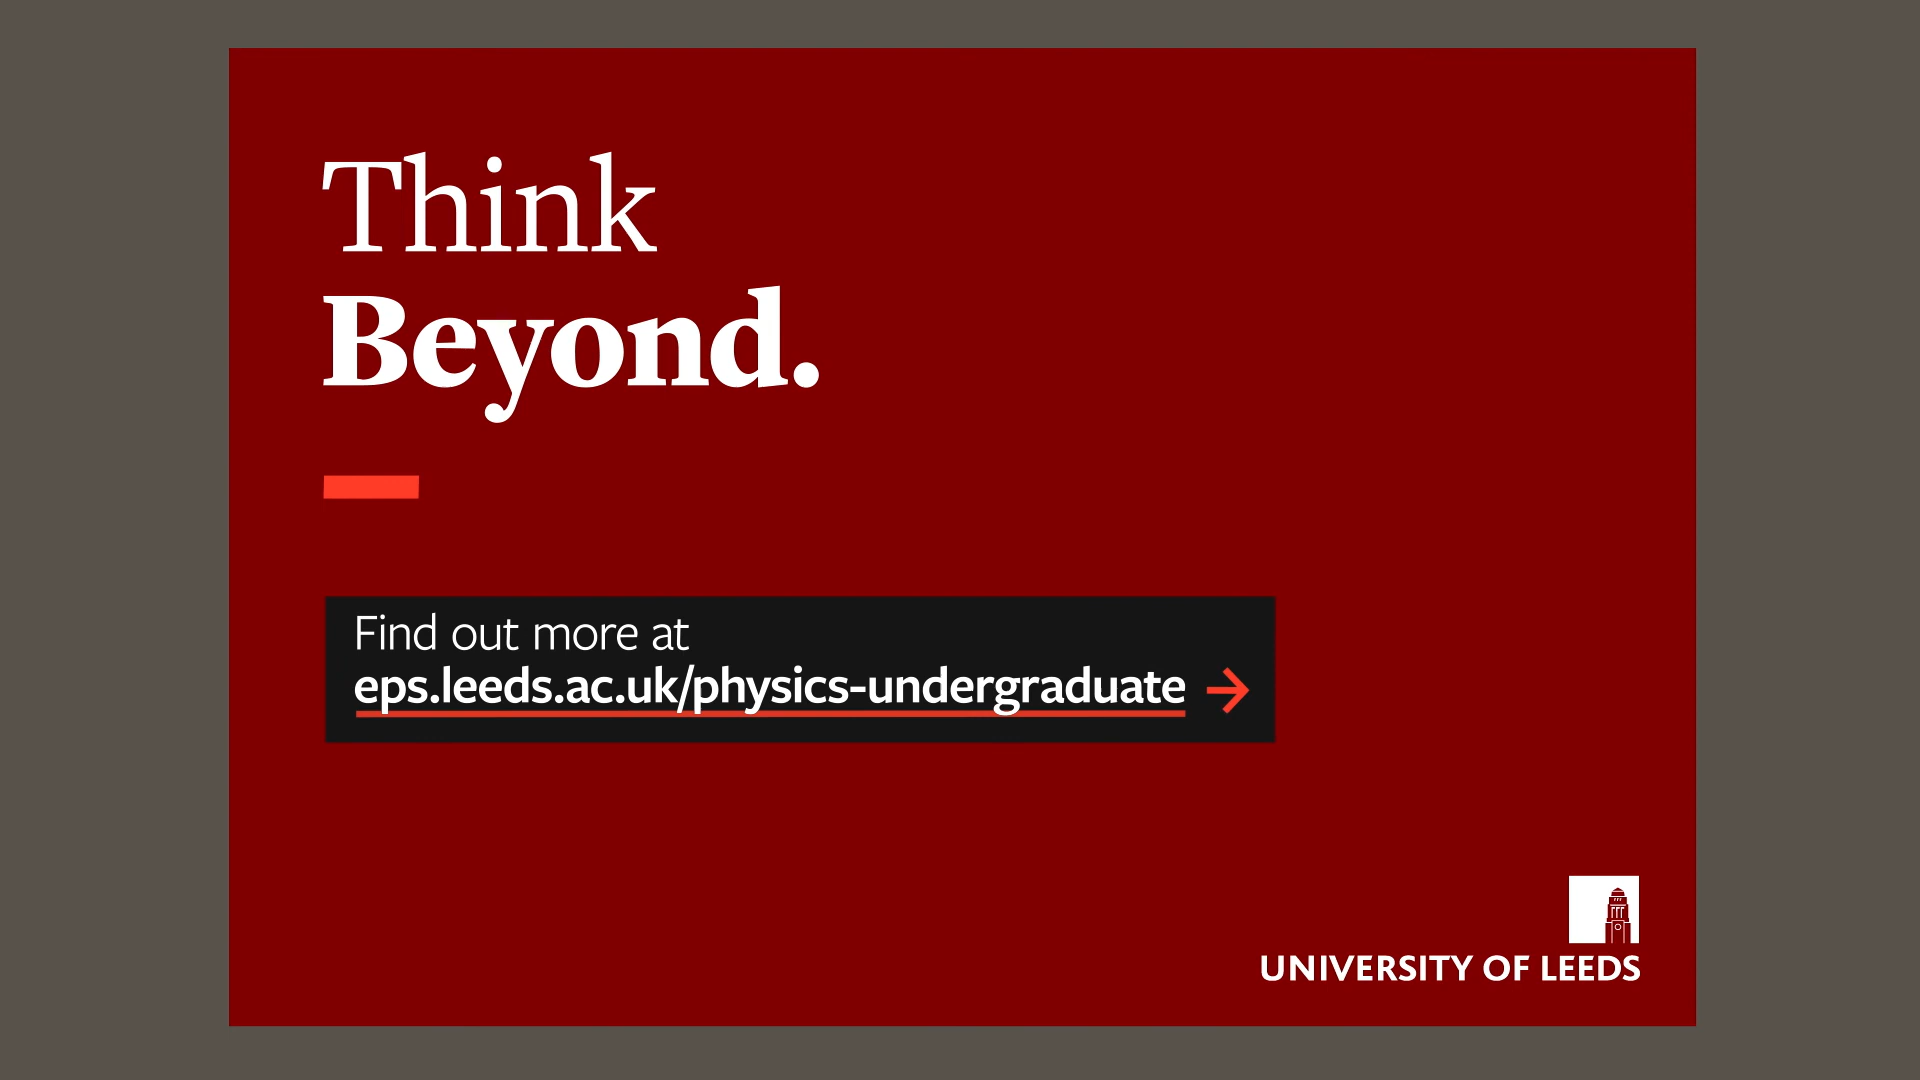 Think
Beyond.
Find out more at
eps.leeds.ac.uk/physics-undergraduate
UNIVERSITY OF LEEDS